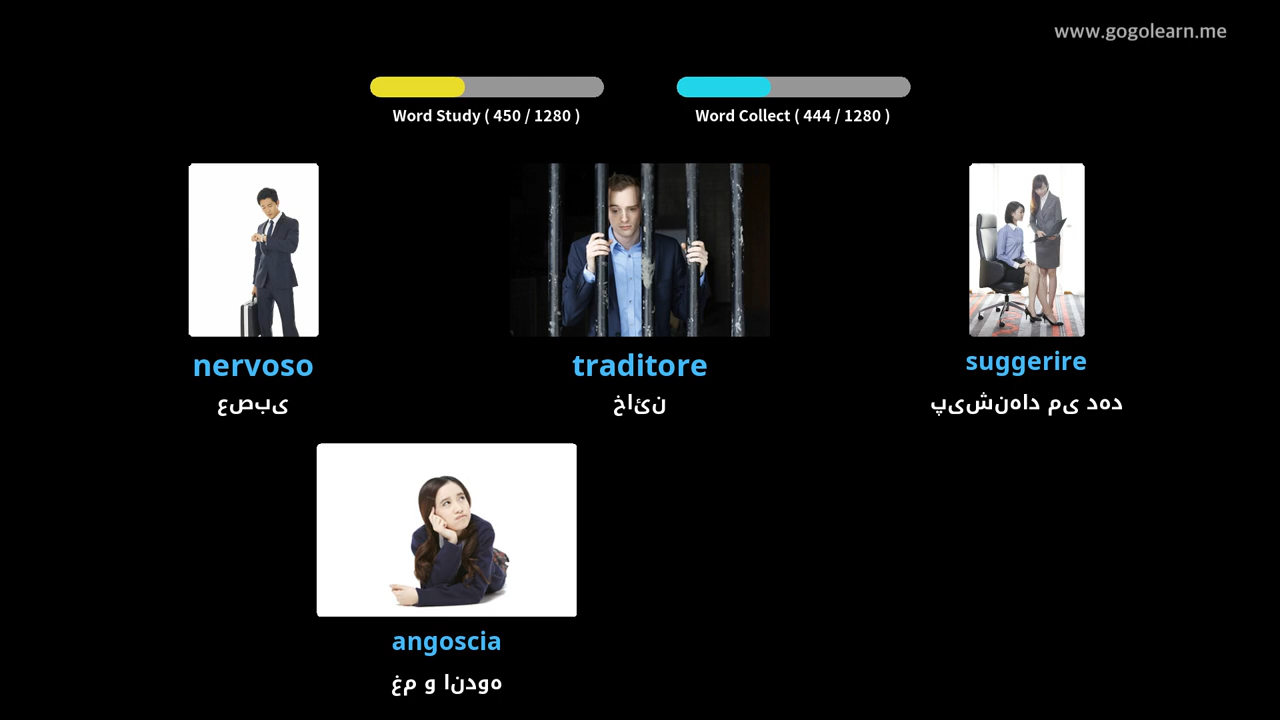 www.gogolearn.me
Word Study ( 450 / 1280 )
Word Collect ( 444 / 1280 )
nervoso
عصبی
traditore
خائن
suggerire
پیشنهاد می دهد
angoscia
غم و اندوه